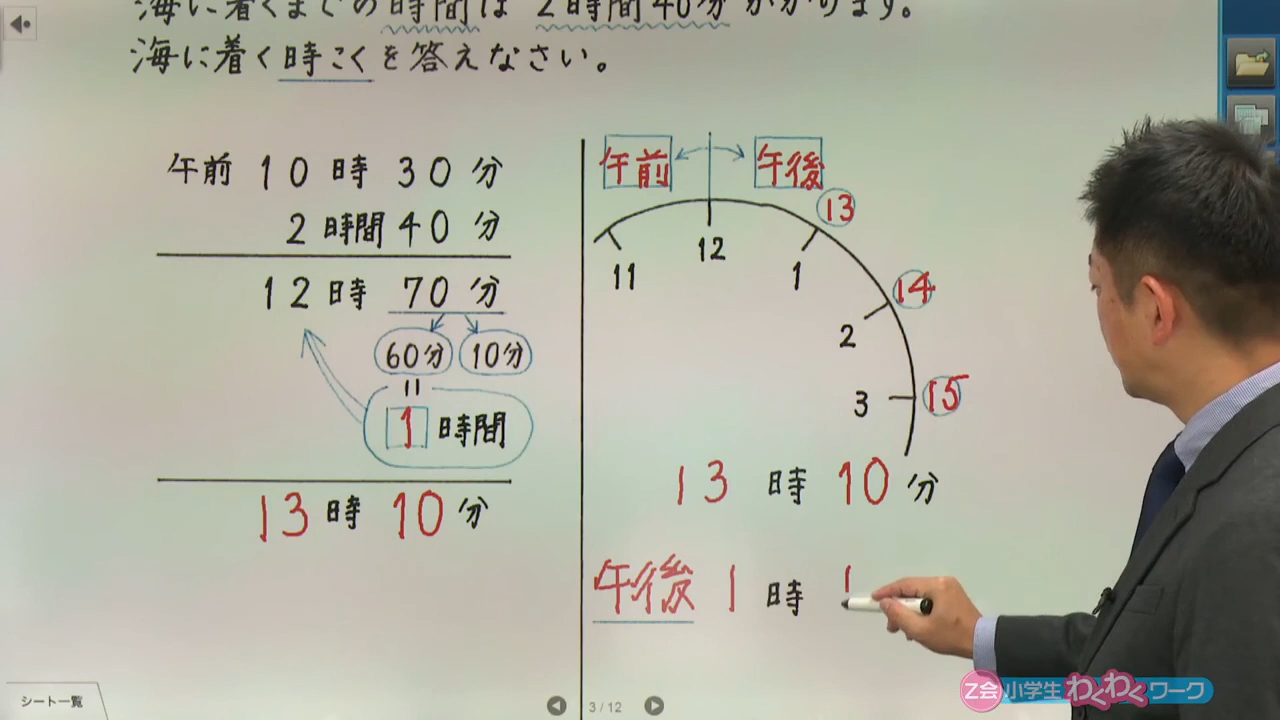 海に着くまでの時間は 2時間40分 かかります。
海に着く時こくを答えなさい。
午前 10時 30分
2時間40分
12時 70分
60分 10分
=
1時間
13時 10分
午前 午後
13
11 12 1
14
2
3 15
13時10分
午後1時1
シート一覧
3/12
Z会 小学生 わくわくワーク